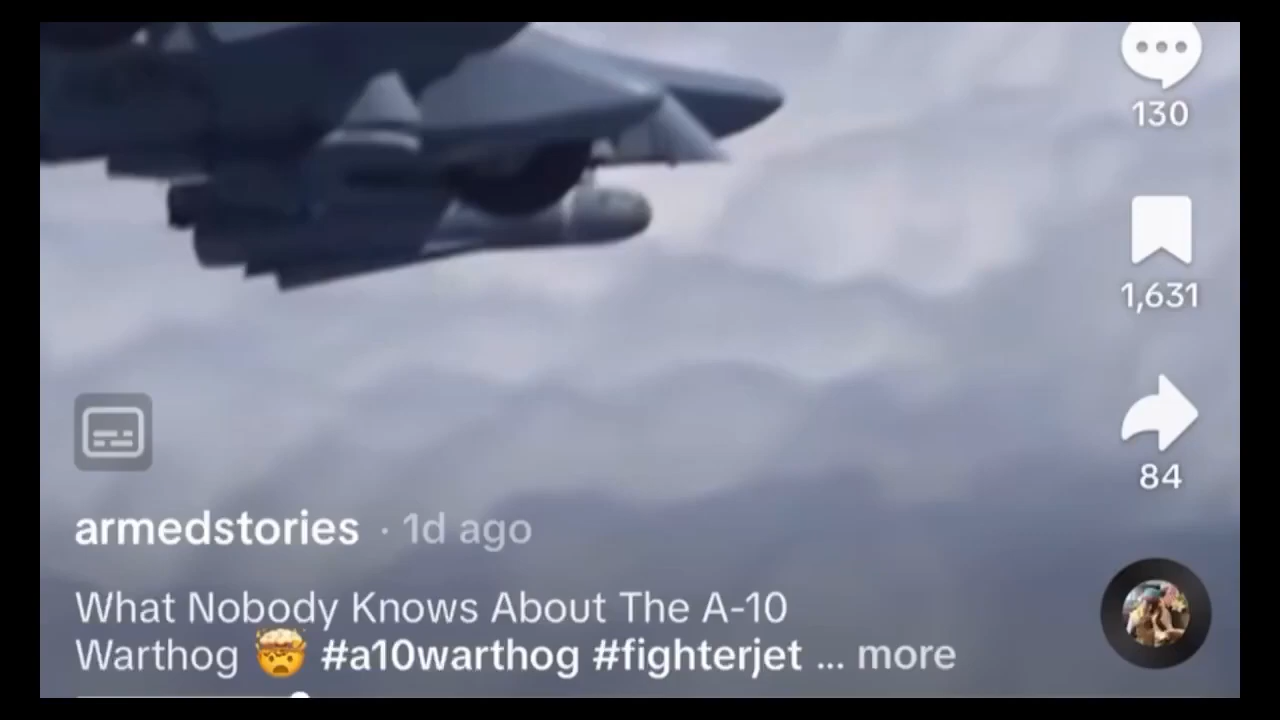 130
1,631
84
armedstories · 1d ago
What Nobody Knows About The A-10
Warthog 🤯 #a10warthog #fighterjet ... more